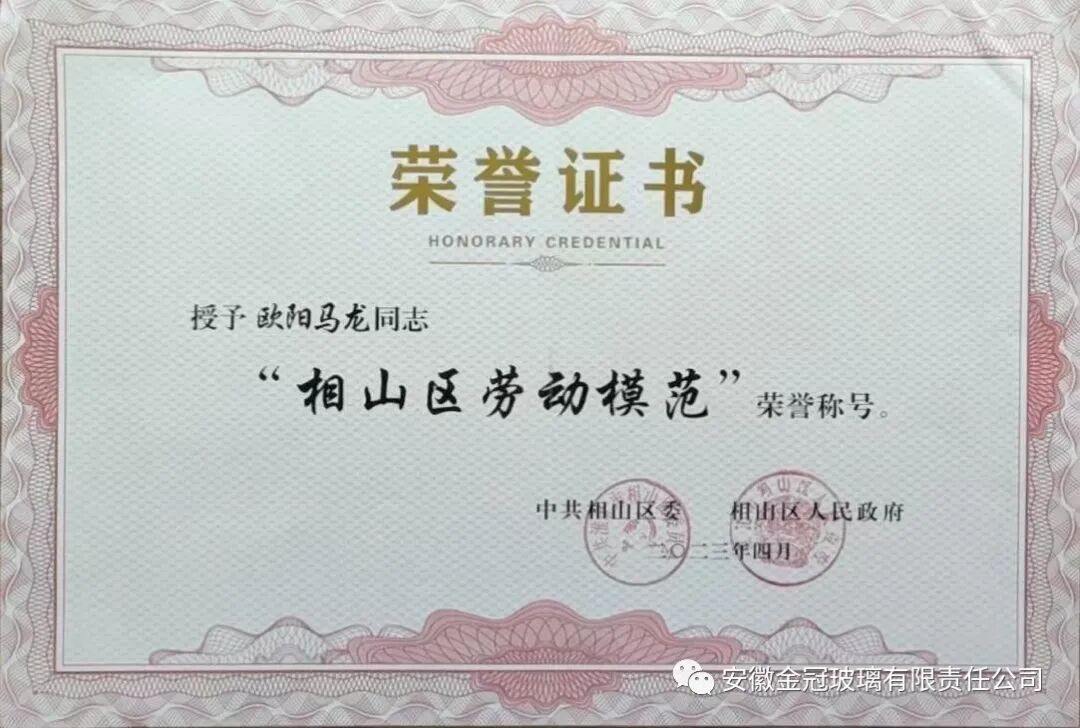 荣誉证书
HONORARY CREDENTIAL
授予 欧阳马龙同志
“相山区劳动模范”荣誉称号。
中共相山区委 相山区人民政府
二〇二三年四月
安徽金冠玻璃有限责任公司